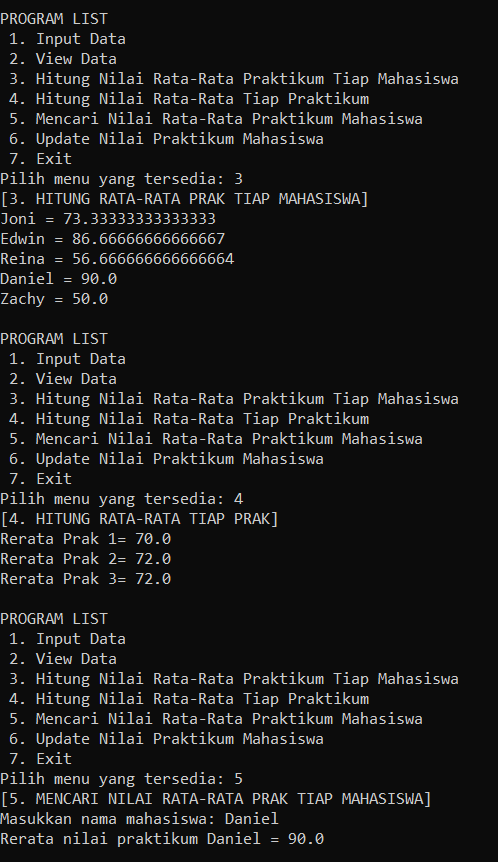 PROGRAM LIST
1. Input Data
2. View Data
3. Hitung Nilai Rata-Rata Praktikum Tiap Mahasiswa
4. Hitung Nilai Rata-Rata Tiap Praktikum
5. Mencari Nilai Rata-Rata Praktikum Mahasiswa
6. Update Nilai Praktikum Mahasiswa
7. Exit
Pilih menu yang tersedia: 3
[3. HITUNG RATA-RATA PRAK TIAP MAHASISWA]
Joni = 73.33333333333333
Edwin = 86.66666666666667
Reina = 56.666666666666664
Daniel = 90.0
Zachy = 50.0
PROGRAM LIST
1. Input Data
2. View Data
3. Hitung Nilai Rata-Rata Praktikum Tiap Mahasiswa
4. Hitung Nilai Rata-Rata Tiap Praktikum
5. Mencari Nilai Rata-Rata Praktikum Mahasiswa
6. Update Nilai Praktikum Mahasiswa
7. Exit
Pilih menu yang tersedia: 4
[4. HITUNG RATA-RATA TIAP PRAK]
Rerata Prak 1= 70.0
Rerata Prak 2= 72.0
Rerata Prak 3= 72.0
PROGRAM LIST
1. Input Data
2. View Data
3. Hitung Nilai Rata-Rata Praktikum Tiap Mahasiswa
4. Hitung Nilai Rata-Rata Tiap Praktikum
5. Mencari Nilai Rata-Rata Praktikum Mahasiswa
6. Update Nilai Praktikum Mahasiswa
7. Exit
Pilih menu yang tersedia: 5
[5. MENCARI NILAI RATA-RATA PRAK TIAP MAHASISWA]
Masukkan nama mahasiswa: Daniel
Rerata nilai praktikum Daniel = 90.0